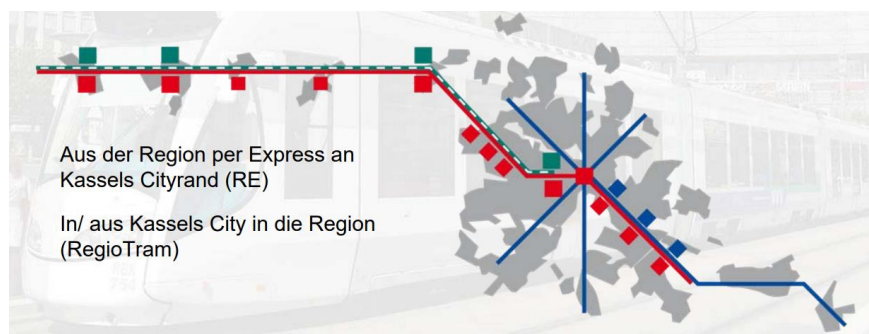 Aus der Region per Express an
Kassels Cityrand (RE)
In/ aus Kassels City in die Region
(RegioTram)